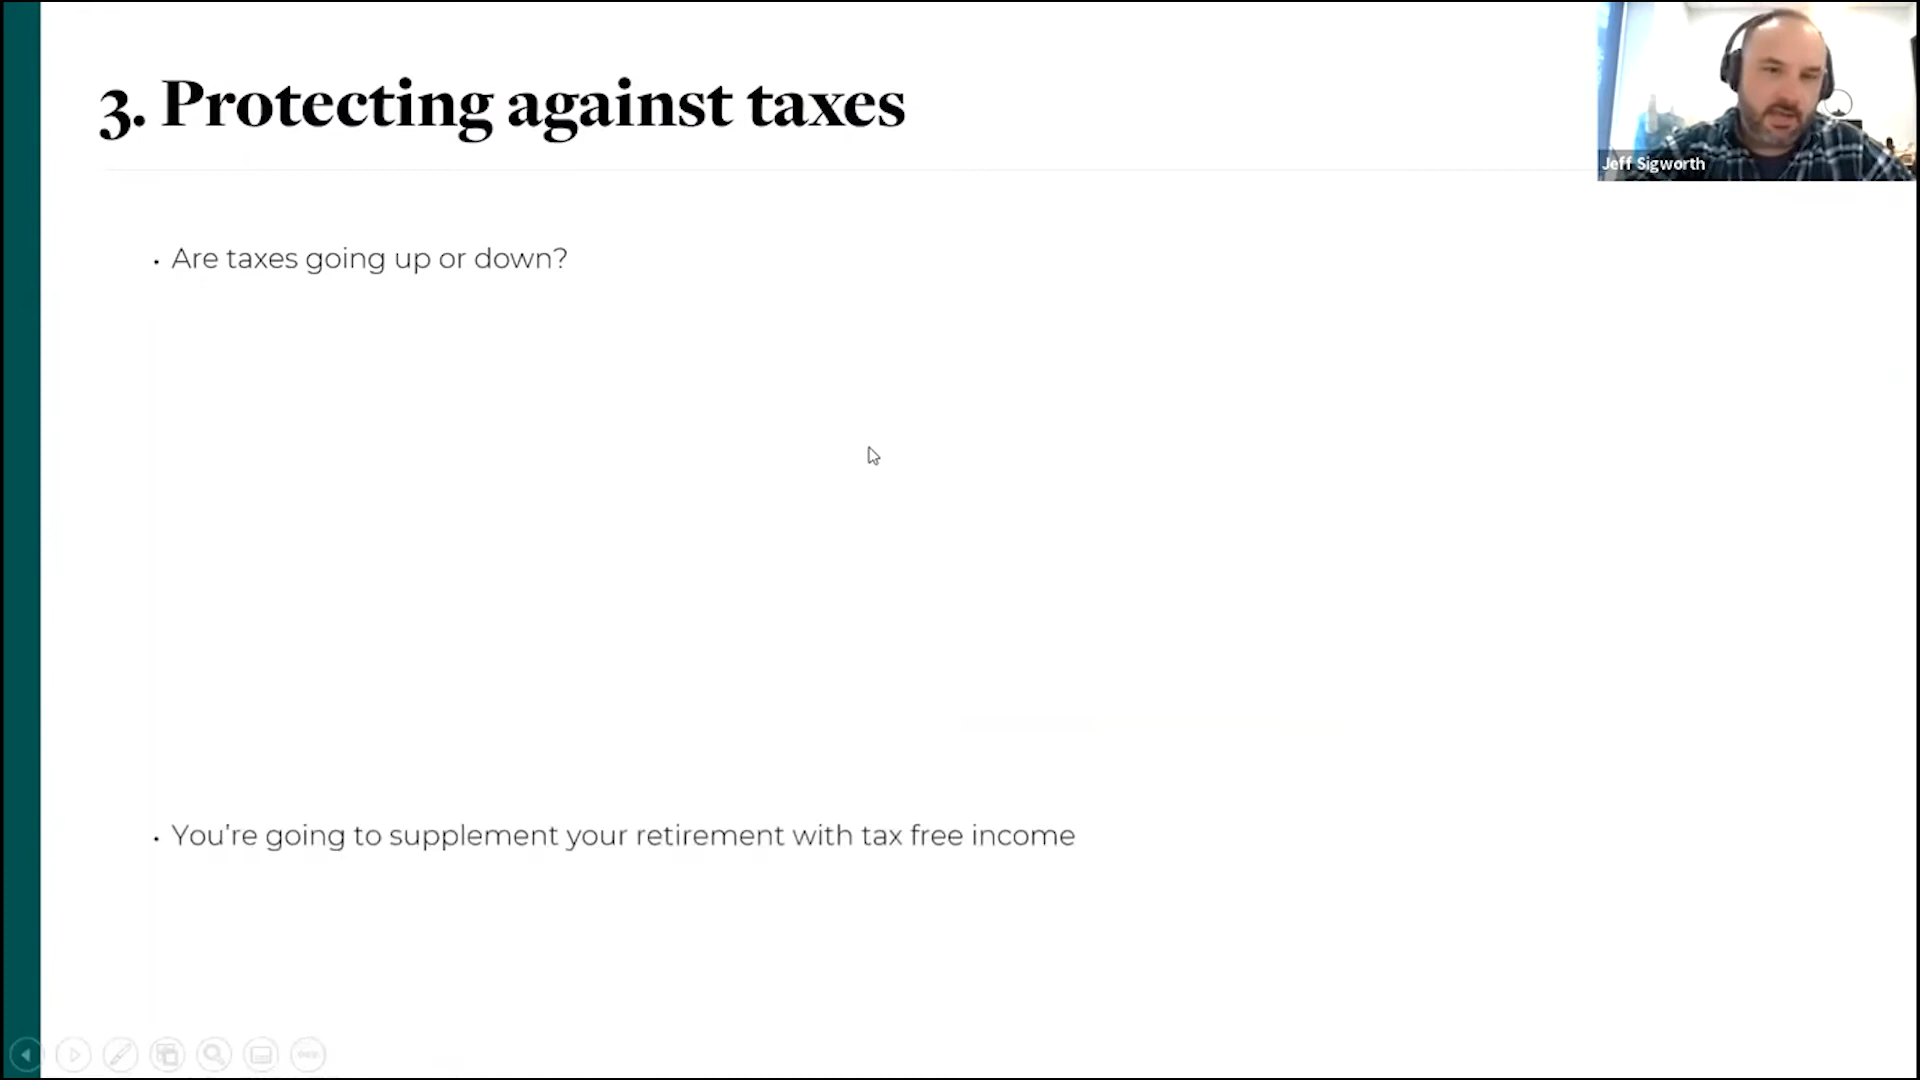 3. Protecting against taxes
Jeff Sigworth
• Are taxes going up or down?
• You're going to supplement your retirement with tax free income